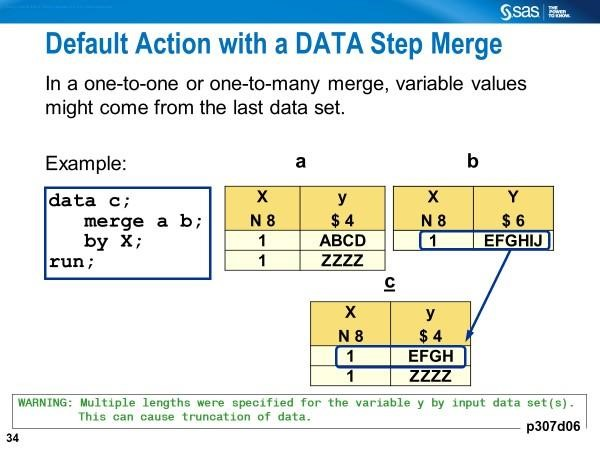 sas THE
POWER
TO KNOW.
Default Action with a DATA Step Merge
In a one-to-one or one-to-many merge, variable values
might come from the last data set.
Example:
data c;
merge a b;
by X;
run;
a
X y
N 8 $ 4
1 ABCD
1 ZZZZ
b
X Y
N 8 $ 6
1 EFGHIJ
c
X y
N 8 $ 4
1 EFGH
1 ZZZZ
WARNING: Multiple lengths were specified for the variable y by input data set(s).
This can cause truncation of data.
p307d06
34